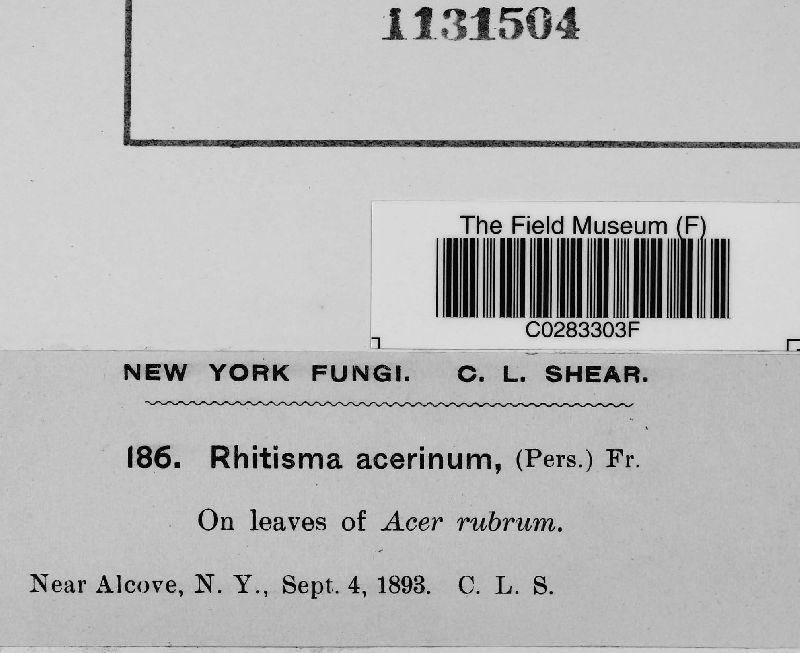 1131504
The Field Museum (F)
C0283303F
NEW YORK FUNGI. C. L. SHEAR.
186. Rhitisma acerinum, (Pers.) Fr.
On leaves of Acer rubrum.
Near Alcove, N. Y., Sept. 4, 1893. C. L. S.